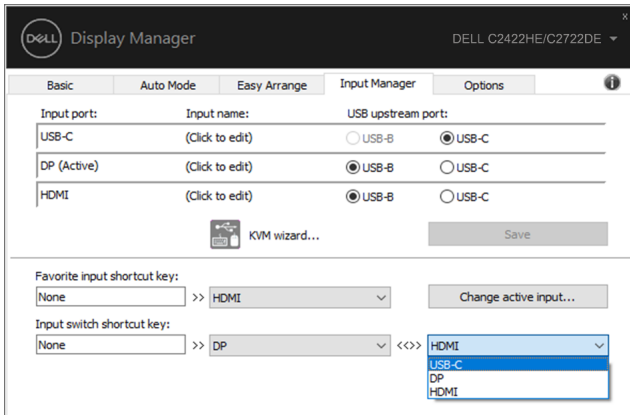 DELL Display Manager DELL C2422HE/C2722DE x
Basic Auto Mode Easy Arrange Input Manager Options i
Input port: Input name: USB upstream port:
USB-C (Click to edit) USB-B USB-C
DP (Active) (Click to edit) USB-B USB-C
HDMI (Click to edit) USB-B USB-C
KVM wizard... Save
Favorite input shortcut key:
None >> HDMI Change active input...
Input switch shortcut key:
None >> DP <<>> HDMI
USB-C
DP
HDMI